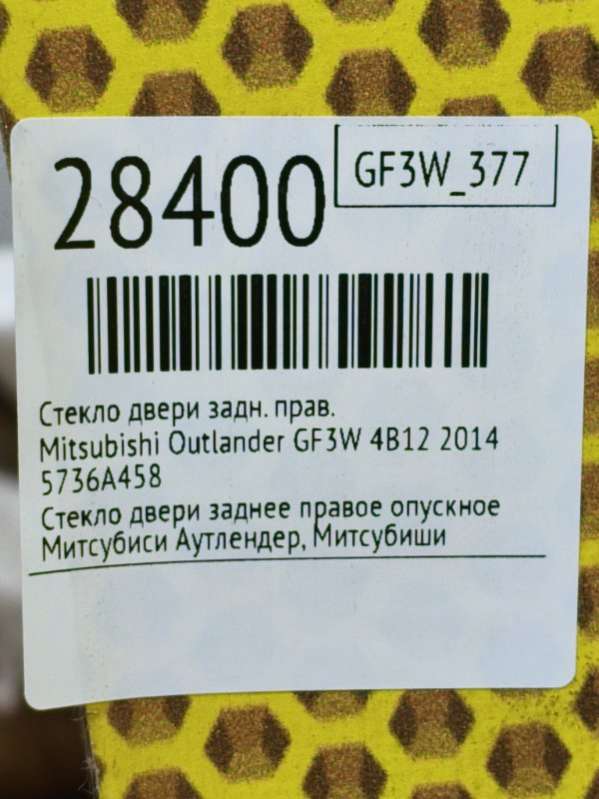 28400
GF3W_377
Стекло двери задн. прав.
Mitsubishi Outlander GF3W 4B12 2014
5736A458
Стекло двери заднее правое опускное
Митсубиси Аутлендер, Митсубиши